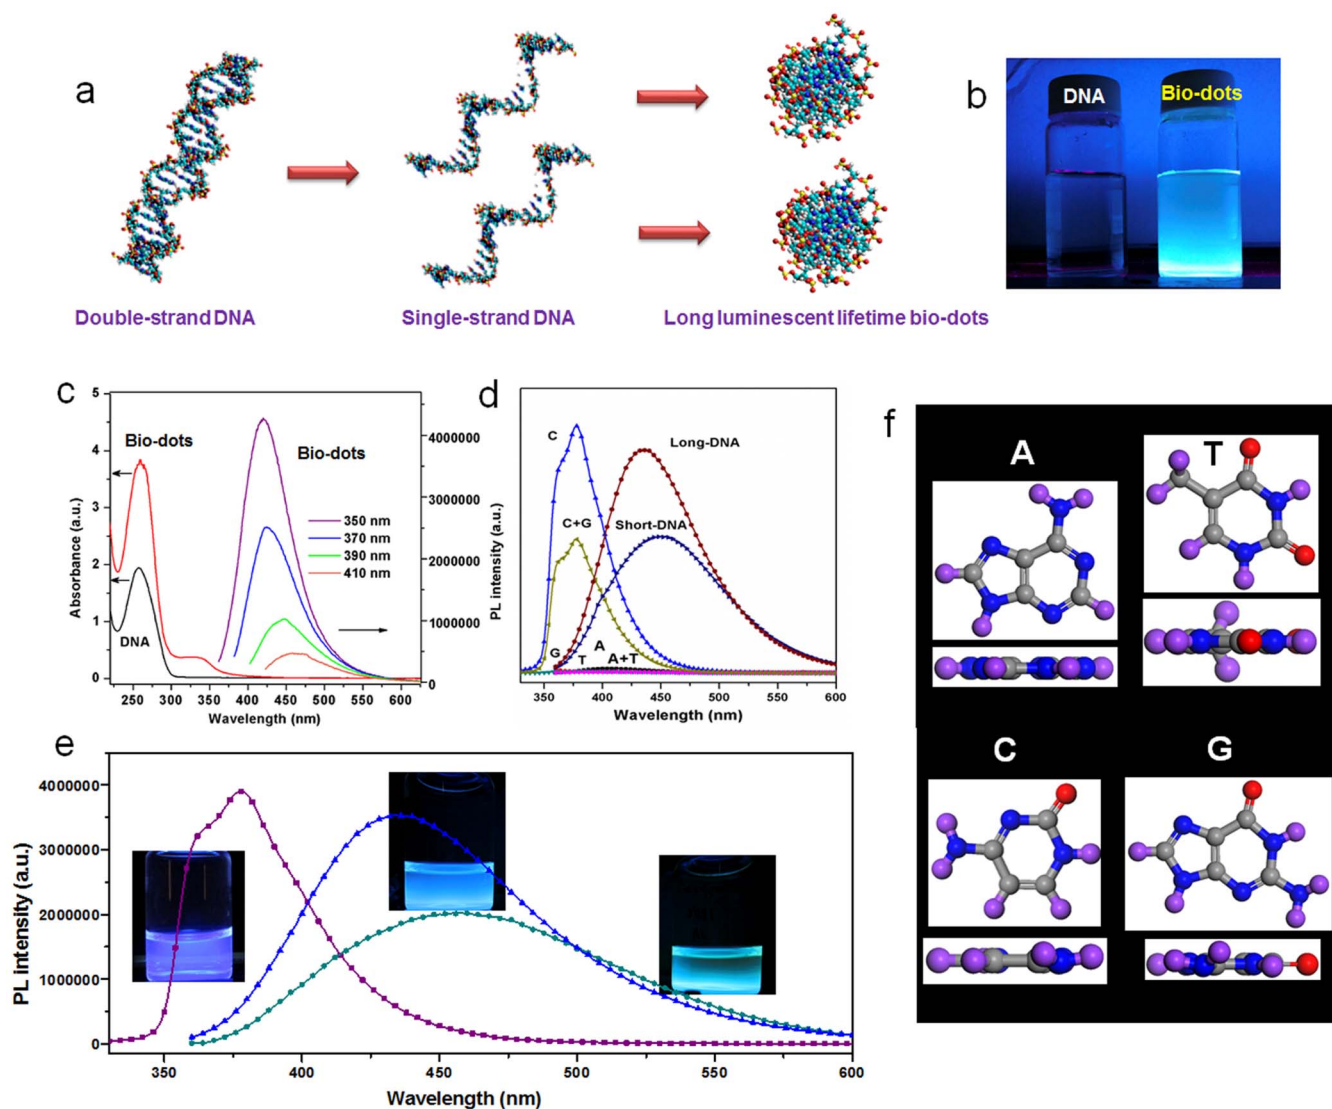 a
Double-strand DNA
Single-strand DNA
Long luminescent lifetime bio-dots
b
DNA
Bio-dots
c
Absorbance (a.u.)
5
4
3
2
1
0
Bio-dots
DNA
Bio-dots
350 nm
370 nm
390 nm
410 nm
4000000
3000000
2000000
1000000
0
250 300 350 400 450 500 550 600
Wavelength (nm)
d
PL intensity (a.u.)
C
Long-DNA
C+G
Short-DNA
G
T
A
A+T
350 400 450 500 550 600
Wavelength (nm)
e
PL intensity (a.u.)
4000000
3000000
2000000
1000000
0
350 400 450 500 550 600
Wavelength (nm)
f
A
T
C
G